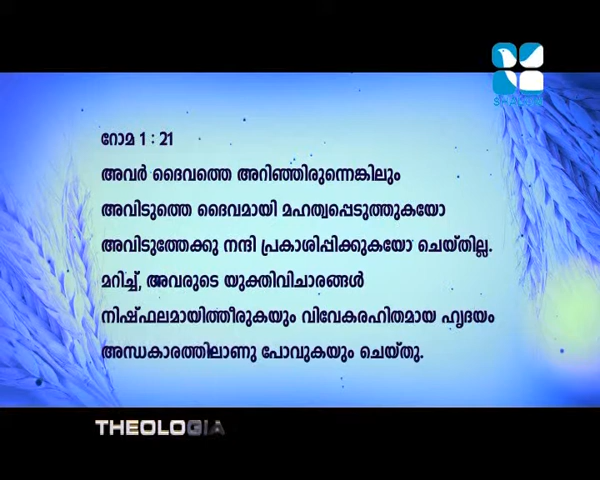 SHALOM
റോമ 1 : 21
അവർ ദൈവത്തെ അറിഞ്ഞിരുന്നെങ്കിലും
അവിടുത്തെ ദൈവമായി മഹത്വപ്പെടുത്തുകയോ
അവിടുത്തേക്കു നന്ദി പ്രകാശിപ്പിക്കുകയോ ചെയ്തില്ല.
മറിച്ച്, അവരുടെ യുക്തിവിചാരങ്ങൾ
നിഷ്ഫലമായിത്തീരുകയും വിവേകരഹിതമായ ഹൃദയം
അന്ധകാരത്തിലാണു പോവുകയും ചെയ്തു.
THEOLOGIA